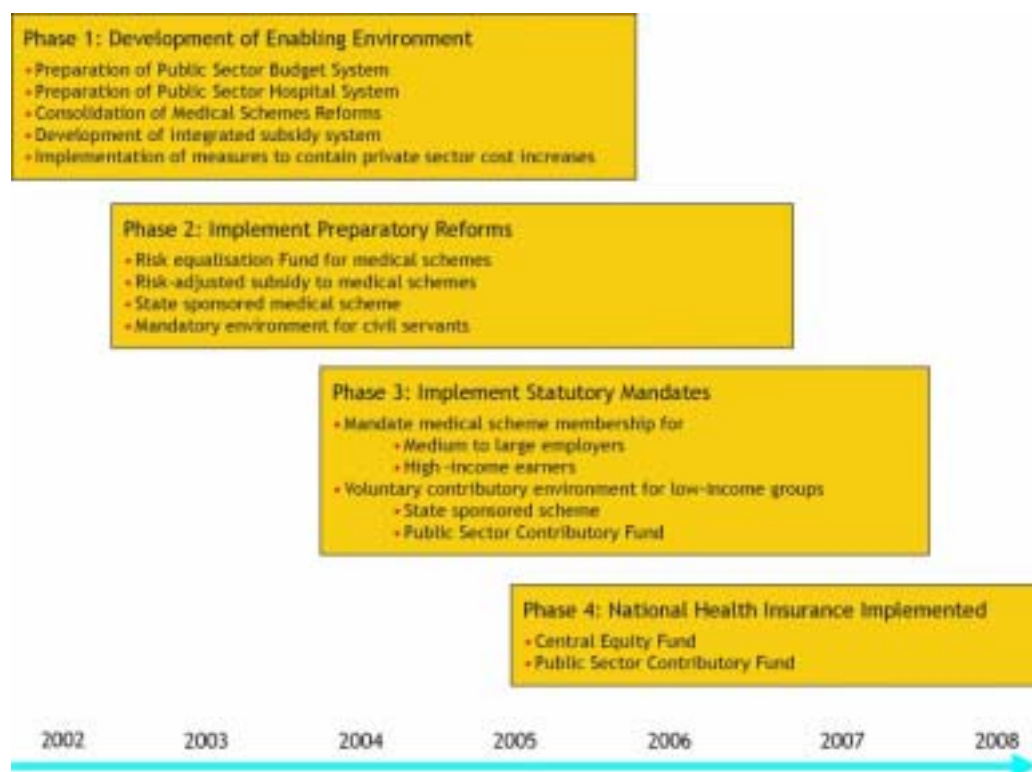 Phase 1: Development of Enabling Environment
•Preparation of Public Sector Budget System
•Preparation of Public Sector Hospital System
•Consolidation of Medical Schemes Reforms
•Development of integrated subsidy system
•Implementation of measures to contain private sector cost increases
Phase 2: Implement Preparatory Reforms
•Risk equalisation Fund for medical schemes
•Risk-adjusted subsidy to medical schemes
•State sponsored medical scheme
•Mandatory environment for civil servants
Phase 3: Implement Statutory Mandates
•Mandate medical scheme membership for
•Medium to large employers
•High-income earners
•Voluntary contributory environment for low-income groups
•State sponsored scheme
•Public Sector Contributory Fund
Phase 4: National Health Insurance Implemented
•Central Equity Fund
•Public Sector Contributory Fund
2002 2003 2004 2005 2006 2007 2008